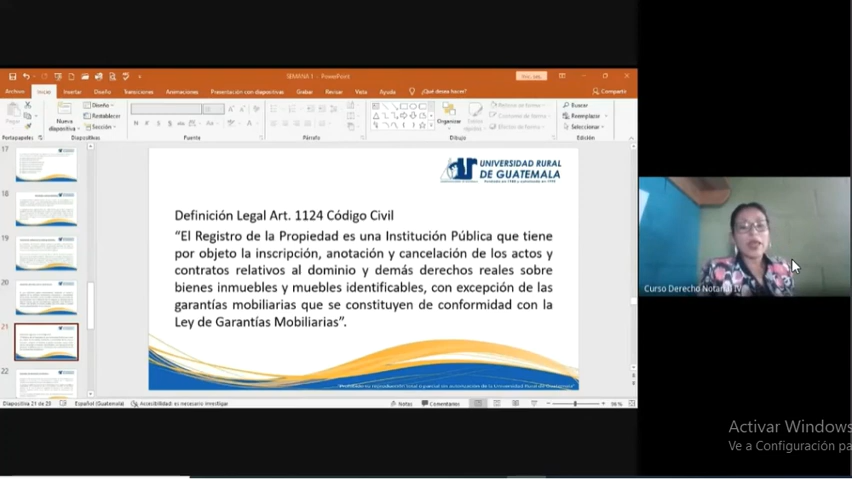 SEMANA 1 - PowerPoint
Archivo Inicio Insertar Diseño Transiciones Animaciones Presentación con diapositivas Grabar Revisar Vista Ayuda ¿Qué desea hacer? Compartir
Pegar
Nueva diapositiva
Diseño
Restablecer
Sección
Organizar
Buscar
Reemplazar
Seleccionar
Portapapeles
Diapositivas
Fuente
Párrafo
Dibujo
Edición
17
18
19
20
21
22
UNIVERSIDAD RURAL
DE GUATEMALA
Definición Legal Art. 1124 Código Civil
“El Registro de la Propiedad es una Institución Pública que tiene
por objeto la inscripción, anotación y cancelación de los actos y
contratos relativos al dominio y demás derechos reales sobre
bienes inmuebles y muebles identificables, con excepción de las
garantías mobiliarias que se constituyen de conformidad con la
Ley de Garantías Mobiliarias”.
Español (Guatemala)
Accesibilidad: es necesario investigar
Notas
Comentarios
Curso Derecho Notarial IV
Activar Windows
Ve a Configuración pa